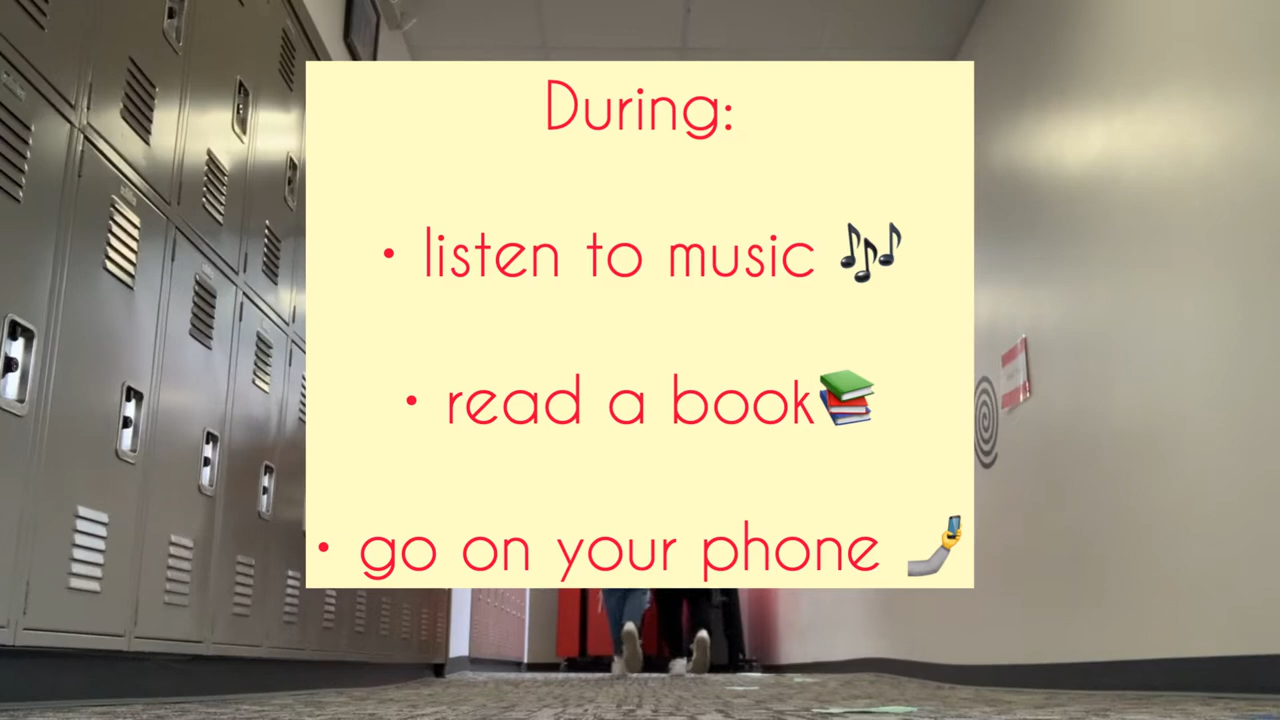 During:
• listen to music 🎶
• read a book📚
• go on your phone 🤳